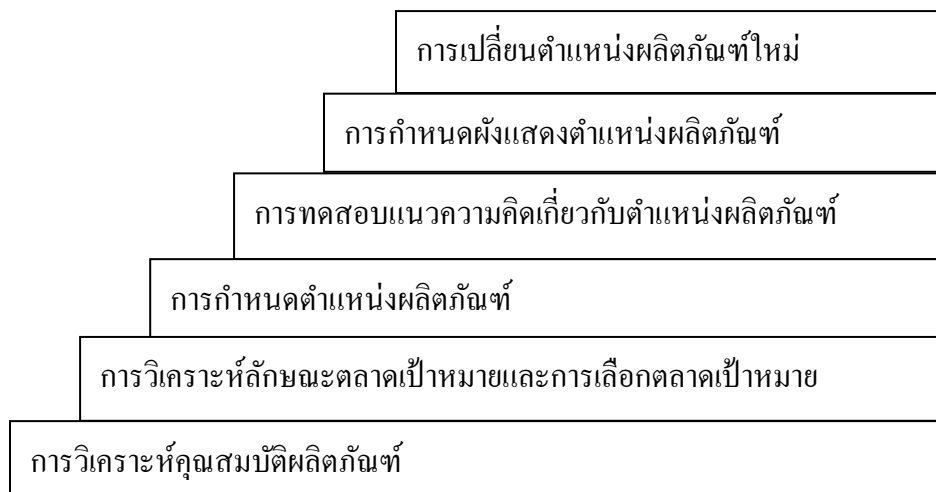 การเปลี่ยนตำแหน่งผลิตภัณฑ์ใหม่
การกำหนดผังแสดงตำแหน่งผลิตภัณฑ์
การทดสอบแนวความคิดเกี่ยวกับตำแหน่งผลิตภัณฑ์
การกำหนดตำแหน่งผลิตภัณฑ์
การวิเคราะห์ลักษณะตลาดเป้าหมายและการเลือกตลาดเป้าหมาย
การวิเคราะห์คุณสมบัติผลิตภัณฑ์